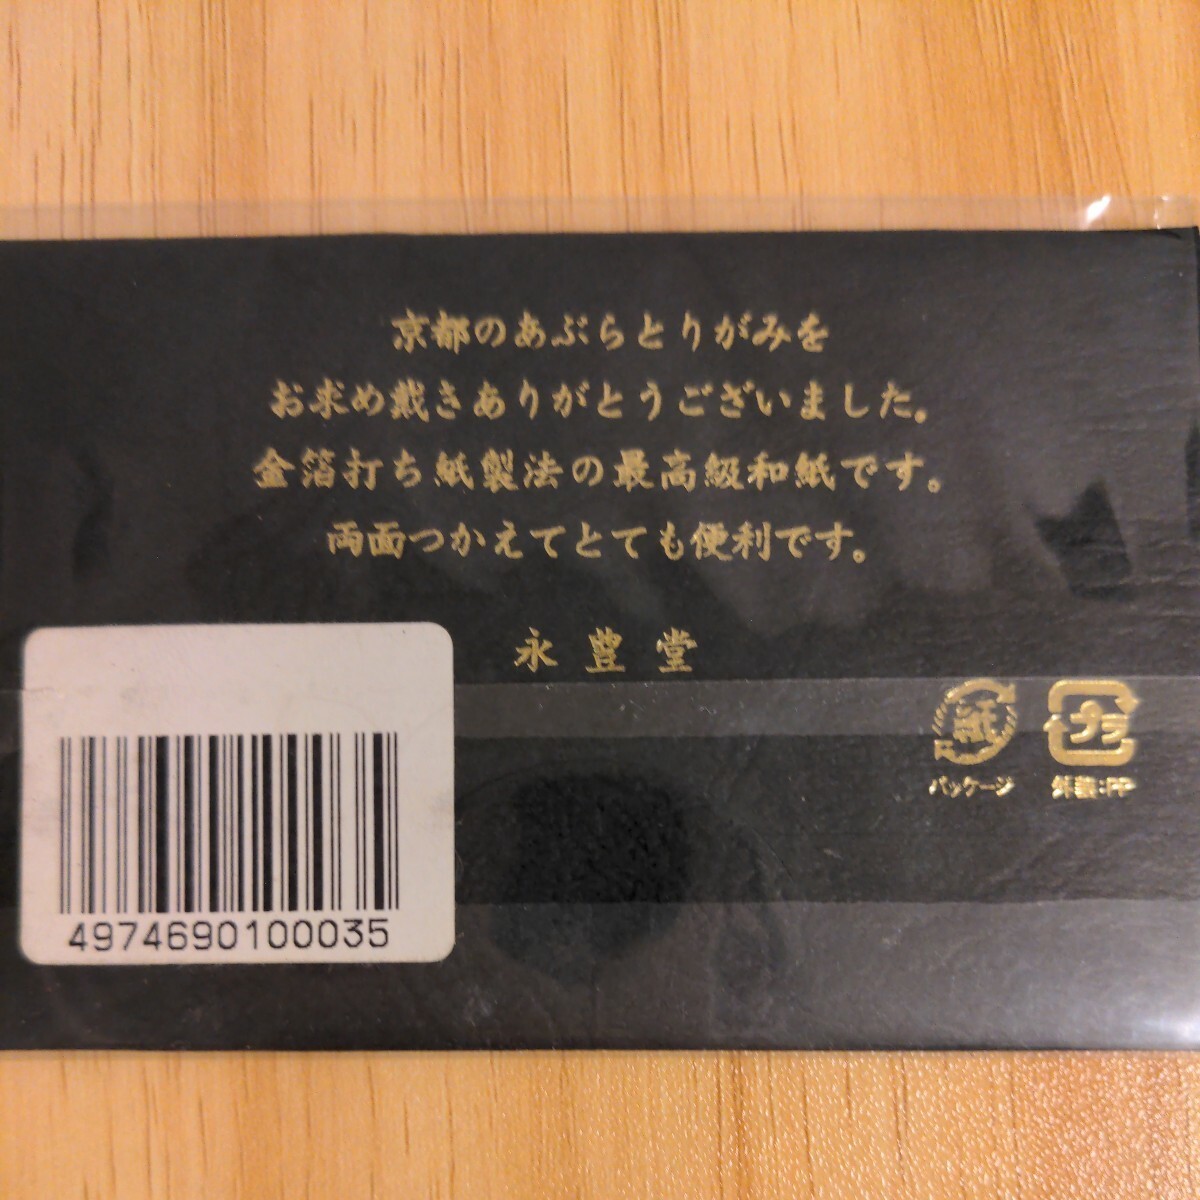 京都のあぶらとりがみを
お求め戴きありがとうございました。
金箔打ち紙製法の最高級和紙です。
両面つかえてとても便利です。
永豊堂
紙
プラ
パッケージ
外装:PP
4974690100035